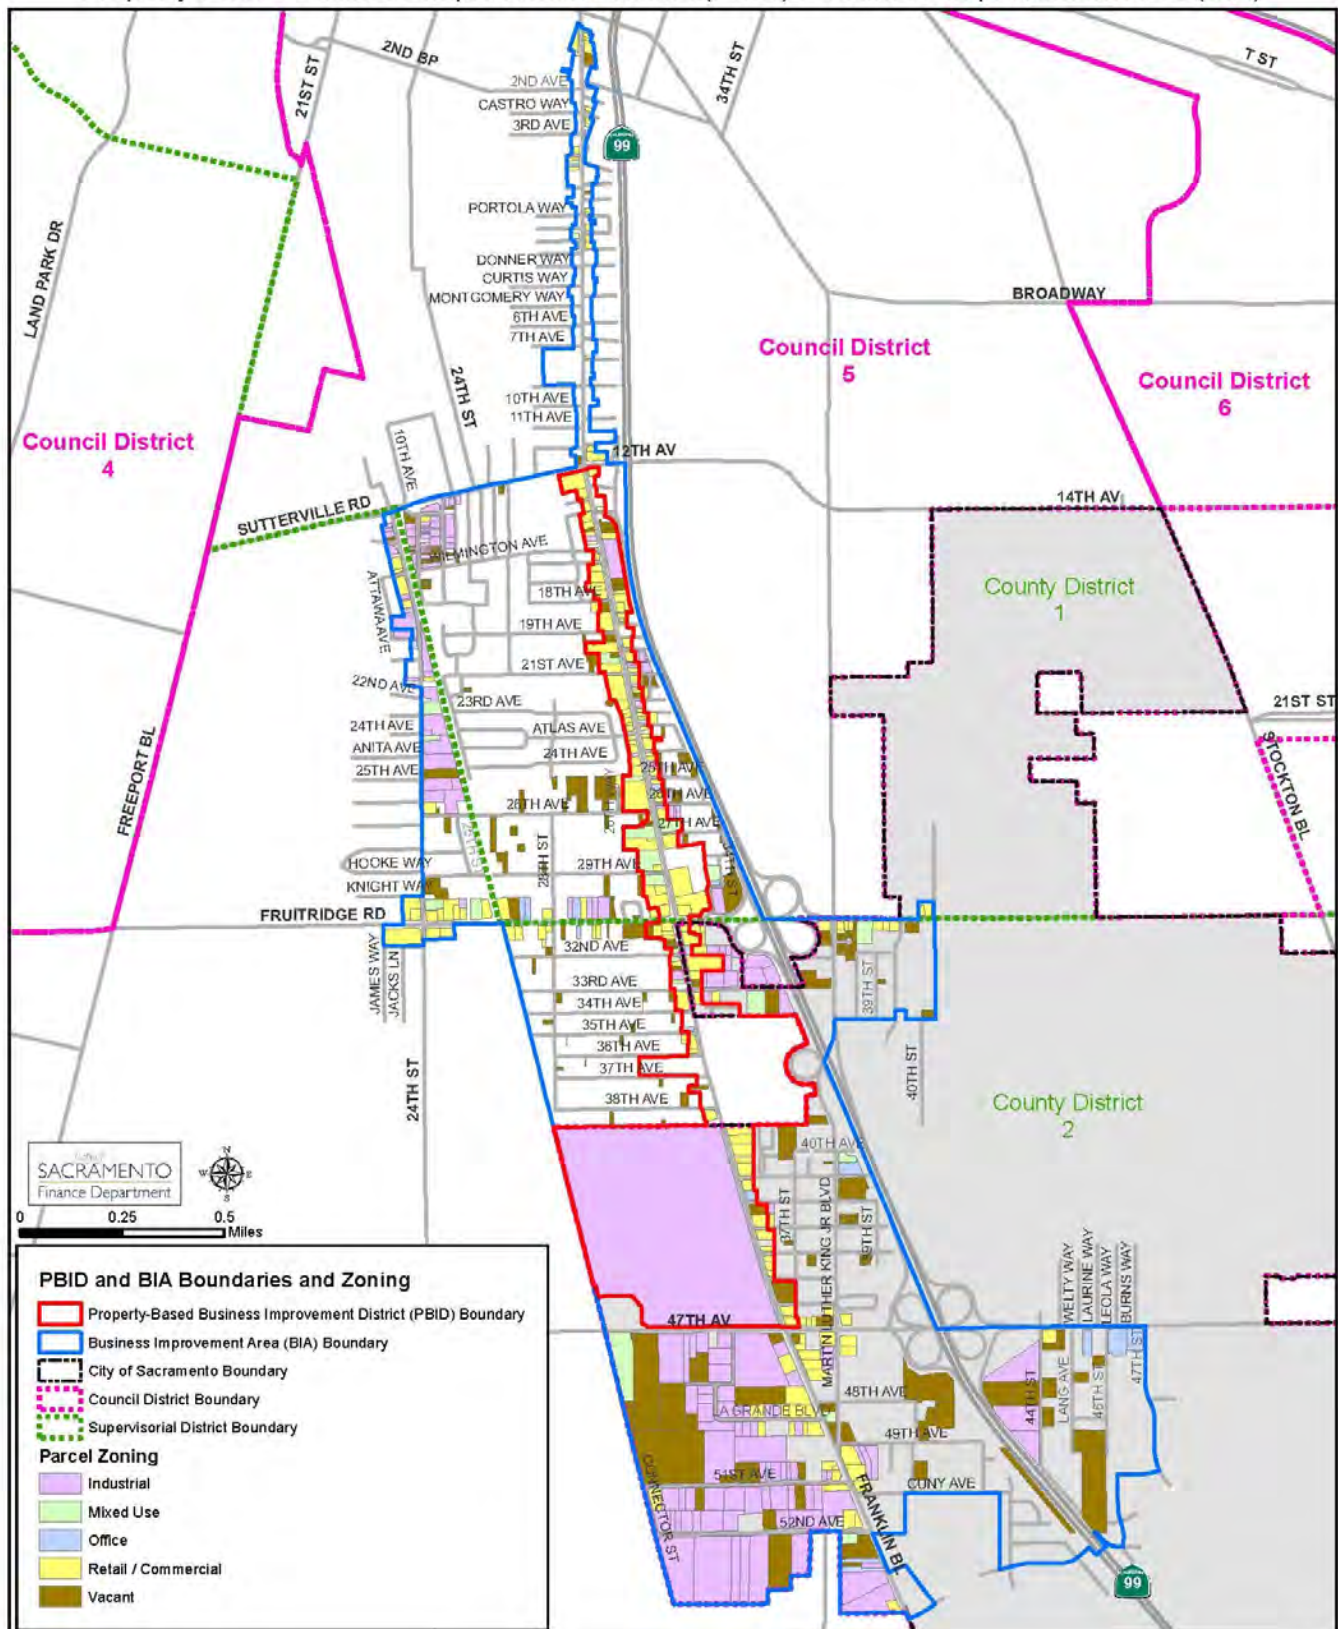 T ST
2ND BP
21ST ST
34TH ST
2ND AVE
CASTRO WAY
3RD AVE
99
PORTOLA WAY
LAND PARK DR
DONNER WAY
CURTIS WAY
MONTGOMERY WAY
6TH AVE
7TH AVE
BROADWAY
Council District
5
Council District
6
24TH ST
10TH AVE
11TH AVE
Council District
4
12TH AV
10TH AVE
14TH AV
SUTTERVILLE RD
WILMINGTON AVE
ATTAWA AVE
18TH AVE
County District
1
19TH AVE
21ST AVE
22ND AVE
23RD AVE
21ST ST
24TH AVE
ATLAS AVE
ANITA AVE
24TH AVE
STOCKTON BL
25TH AVE
25TH AVE
FREEPORT BL
26TH AVE
26TH AVE
27TH AVE
HOOKE WAY
29TH AVE
KNIGHT WAY
FRUITRIDGE RD
32ND AVE
JAMES WAY
JACKS LN
33RD AVE
39TH ST
34TH AVE
35TH AVE
36TH AVE
37TH AVE
40TH ST
24TH ST
38TH AVE
County District
2
40TH AVE
SACRAMENTO
Finance Department
N
W E
S
0 0.25 0.5
Miles
37TH ST
MARTIN LUTHER KING JR BLVD
39TH ST
WELTY WAY
LAURINE WAY
LEOLA WAY
BURNS WAY
47TH AV
47TH ST
44TH ST
LANG AVE
46TH ST
48TH AVE
LA GRANDE BLVD
49TH AVE
51ST AVE
CUNY AVE
CONNECTOR ST
52ND AVE
FRANKLIN BL
99
PBID and BIA Boundaries and Zoning
Property-Based Business Improvement District (PBID) Boundary
Business Improvement Area (BIA) Boundary
City of Sacramento Boundary
Council District Boundary
Supervisorial District Boundary
Parcel Zoning
Industrial
Mixed Use
Office
Retail / Commercial
Vacant